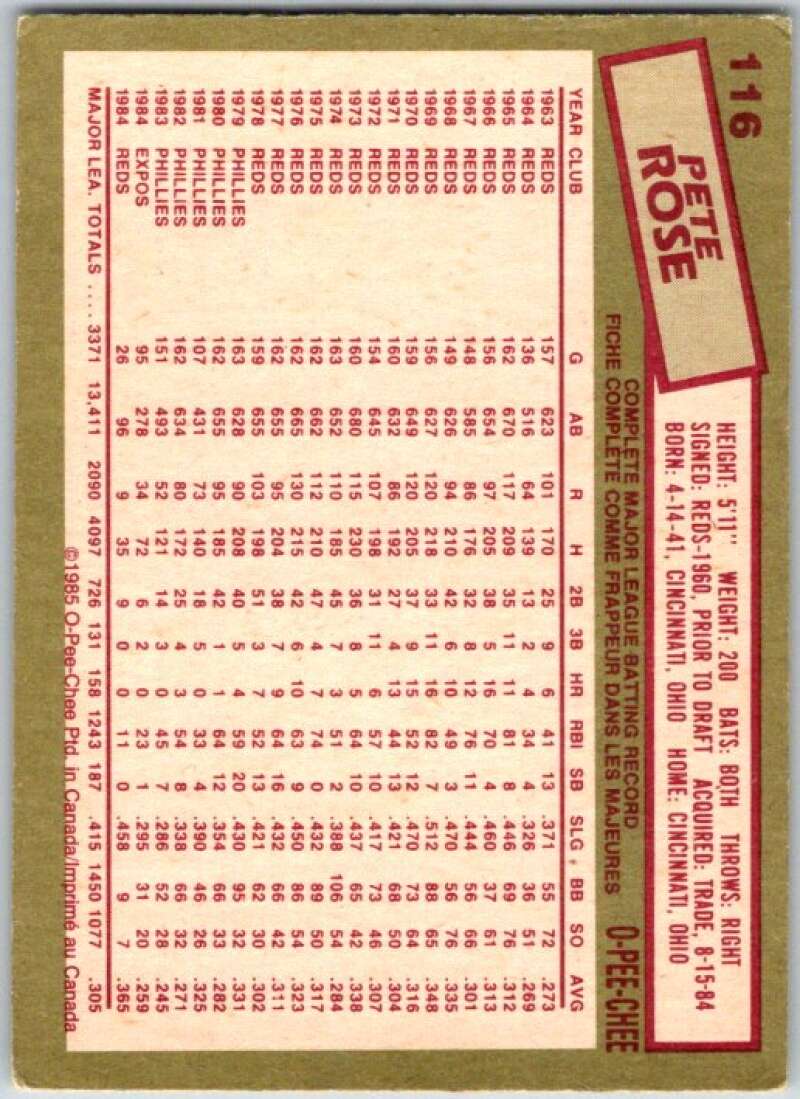 116
PETE
ROSE
HEIGHT: 5'11" WEIGHT: 200 BATS: BOTH THROWS: RIGHT
SIGNED: REDS-1960, PRIOR TO DRAFT ACQUIRED: TRADE, 8-15-84
BORN: 4-14-41, CINCINNATI, OHIO HOME: CINCINNATI, OHIO
COMPLETE MAJOR LEAGUE BATTING RECORD
FICHE COMPLÈTE COMME FRAPPEUR DANS LES MAJEURES O-PEE-CHEE
YEAR CLUB G AB R H 2B 3B HR RBI SB SLG. BB SO AVG
1963 REDS 157 623 101 170 25 9 6 41 13 .371 55 72 .273
1964 REDS 136 516 64 139 13 2 4 34 4 .326 36 51 .269
1965 REDS 162 670 117 209 35 11 11 81 8 .446 69 76 .312
1966 REDS 156 654 97 205 38 5 16 70 4 .460 37 61 .313
1967 REDS 148 585 86 176 32 8 12 76 11 .444 56 66 .301
1968 REDS 149 626 94 210 42 6 10 49 3 .470 56 76 .335
1969 REDS 156 627 120 218 33 11 16 82 7 .512 88 65 .348
1970 REDS 159 649 120 205 37 9 15 52 12 .470 73 64 .316
1971 REDS 160 632 86 192 27 4 13 44 13 .421 68 50 .304
1972 REDS 154 645 107 198 31 11 6 57 10 .417 73 46 .307
1973 REDS 160 680 115 230 36 8 5 64 10 .437 65 42 .338
1974 REDS 163 652 110 185 45 7 3 51 2 .388 106 54 .284
1975 REDS 162 662 112 210 47 4 7 74 0 .432 89 50 .317
1976 REDS 162 665 130 215 42 6 10 63 9 .450 86 54 .323
1977 REDS 162 655 95 204 38 7 9 64 16 .432 66 42 .311
1978 REDS 159 655 103 198 51 3 7 52 13 .421 62 30 .302
1979 PHILLIES 163 628 90 208 40 5 4 59 20 .430 95 32 .331
1980 PHILLIES 162 655 95 185 42 1 1 64 12 .354 66 33 .282
1981 PHILLIES 107 431 73 140 18 5 0 33 4 .390 46 26 .325
1982 PHILLIES 162 634 80 172 25 4 3 54 8 .338 66 32 .271
1983 PHILLIES 151 493 52 121 14 3 0 45 7 .286 52 28 .245
1984 EXPOS 95 278 34 72 6 2 0 23 1 .295 31 20 .259
1984 REDS 26 96 9 35 9 0 0 11 0 .458 9 7 .365
MAJOR LEA. TOTALS .... 3371 13,411 2090 4097 726 131 158 1243 187 .415 1450 1077 .305
©1985 O-Pee-Chee Ptd. in Canada/Imprimé au Canada